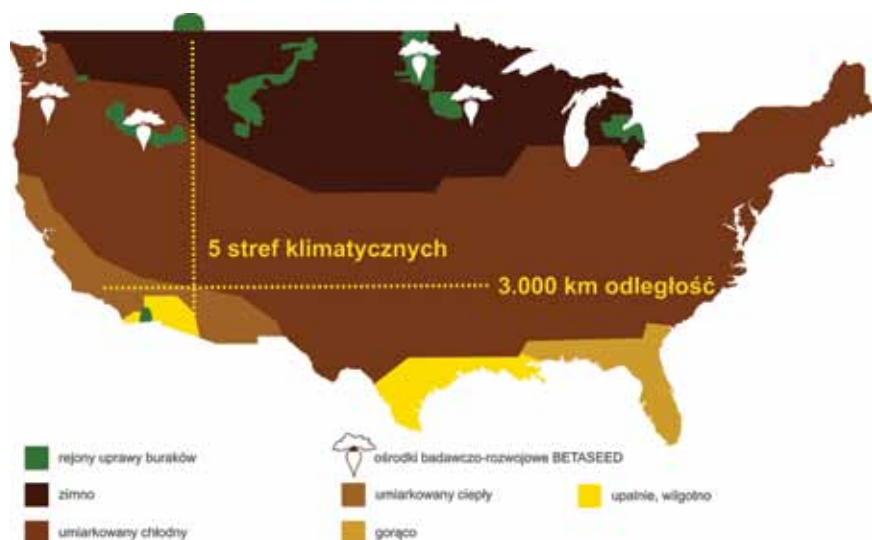 5 stref klimatycznych
3.000 km odległość
rejony uprawy buraków
ośrodki badawczo-rozwojowe BETASEED
zimno
umiarkowany ciepły
upalnie, wilgotno
umiarkowany chłodny
gorąco